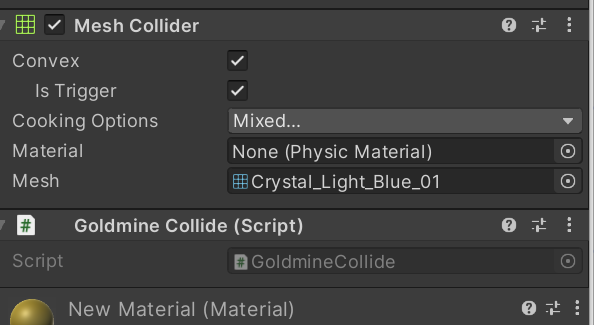 Mesh Collider
Convex
Is Trigger
Cooking Options Mixed...
Material None (Physic Material)
Mesh Crystal_Light_Blue_01
# Goldmine Collide (Script)
Script # GoldmineCollide
New Material (Material)